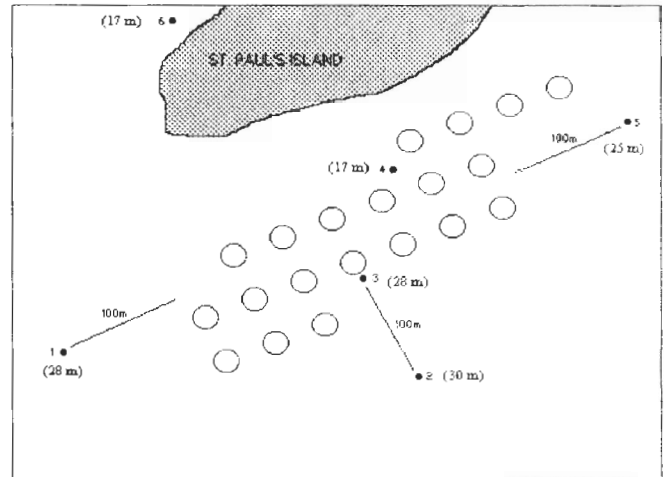 (17 m) 6
ST. PAUL'S ISLAND
5
100m
(25 m)
(17 m) 4
3 (28 m)
100m
100m
1
(28 m)
2 (30 m)